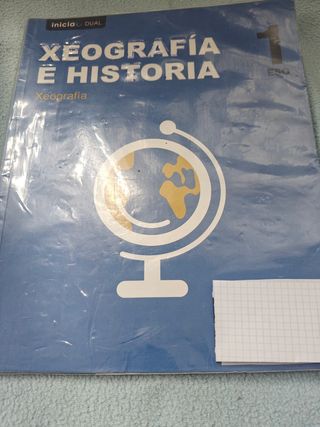 inicia DUAL
XEOGRAFÍA
E HISTORIA
1
ESO
Xeografía